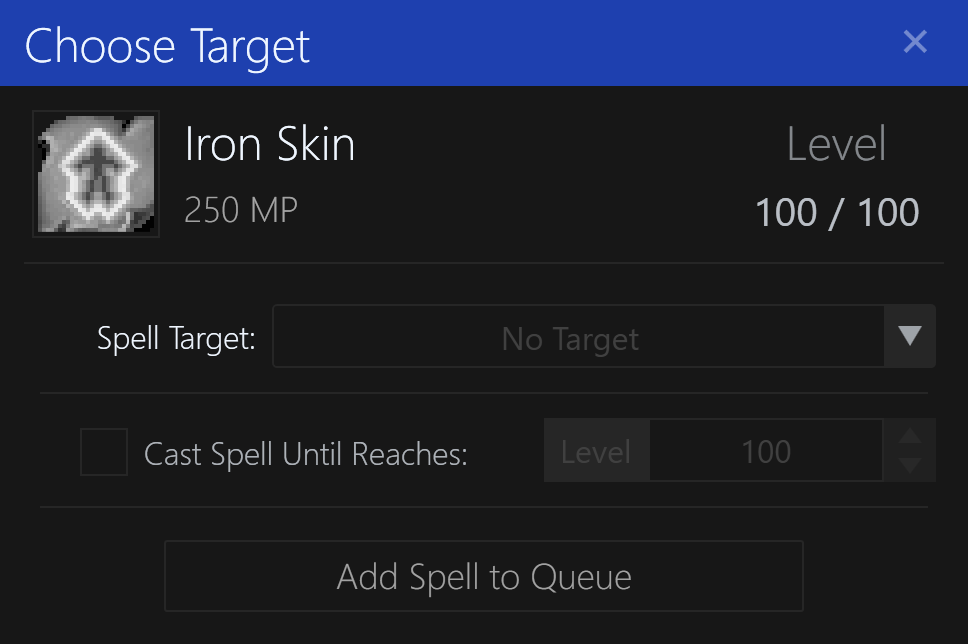 Choose Target
Iron Skin
Level
250 MP
100 / 100
Spell Target:
No Target
Cast Spell Until Reaches:
Level
100
Add Spell to Queue